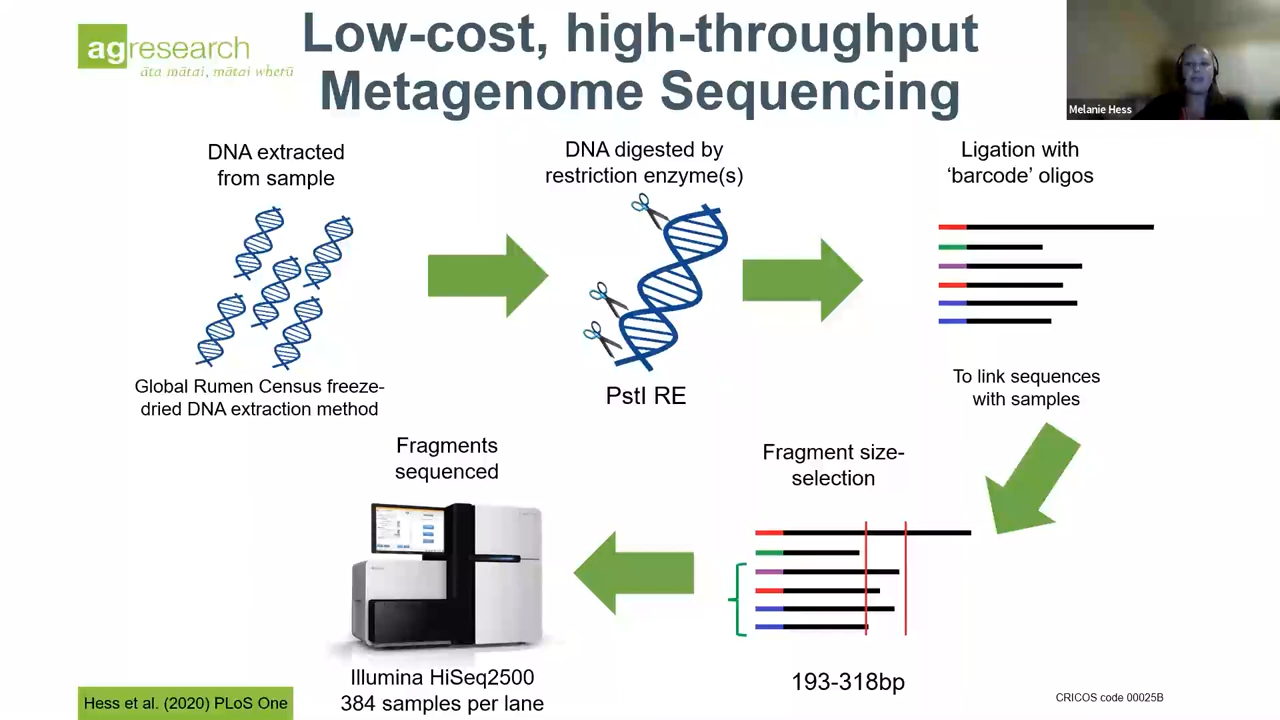 agresearch
āta mātai, mātai whetū
Low-cost, high-throughput
Metagenome Sequencing
Melanie Hess
DNA extracted
from sample
DNA digested by
restriction enzyme(s)
Ligation with
‘barcode’ oligos
Global Rumen Census freeze-
dried DNA extraction method
PstI RE
To link sequences
with samples
Fragments
sequenced
Fragment size-
selection
Illumina HiSeq2500
384 samples per lane
193-318bp
Hess et al. (2020) PLoS One
CRICOS code 00025B